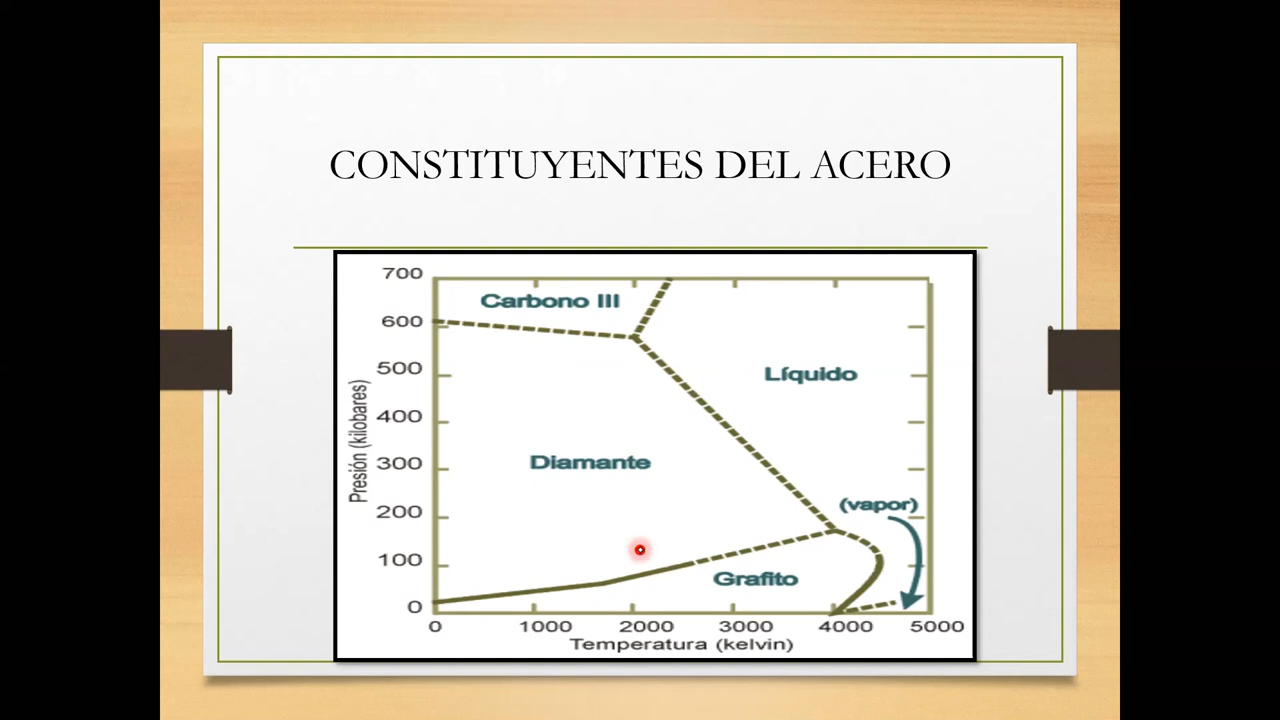 CONSTITUYENTES DEL ACERO
700
Carbono III
600
500
Líquido
400
Presión (kilobares)
300
Diamante
200
(vapor)
100
Grafito
0
0 1000 2000 3000 4000 5000
Temperatura (kelvin)